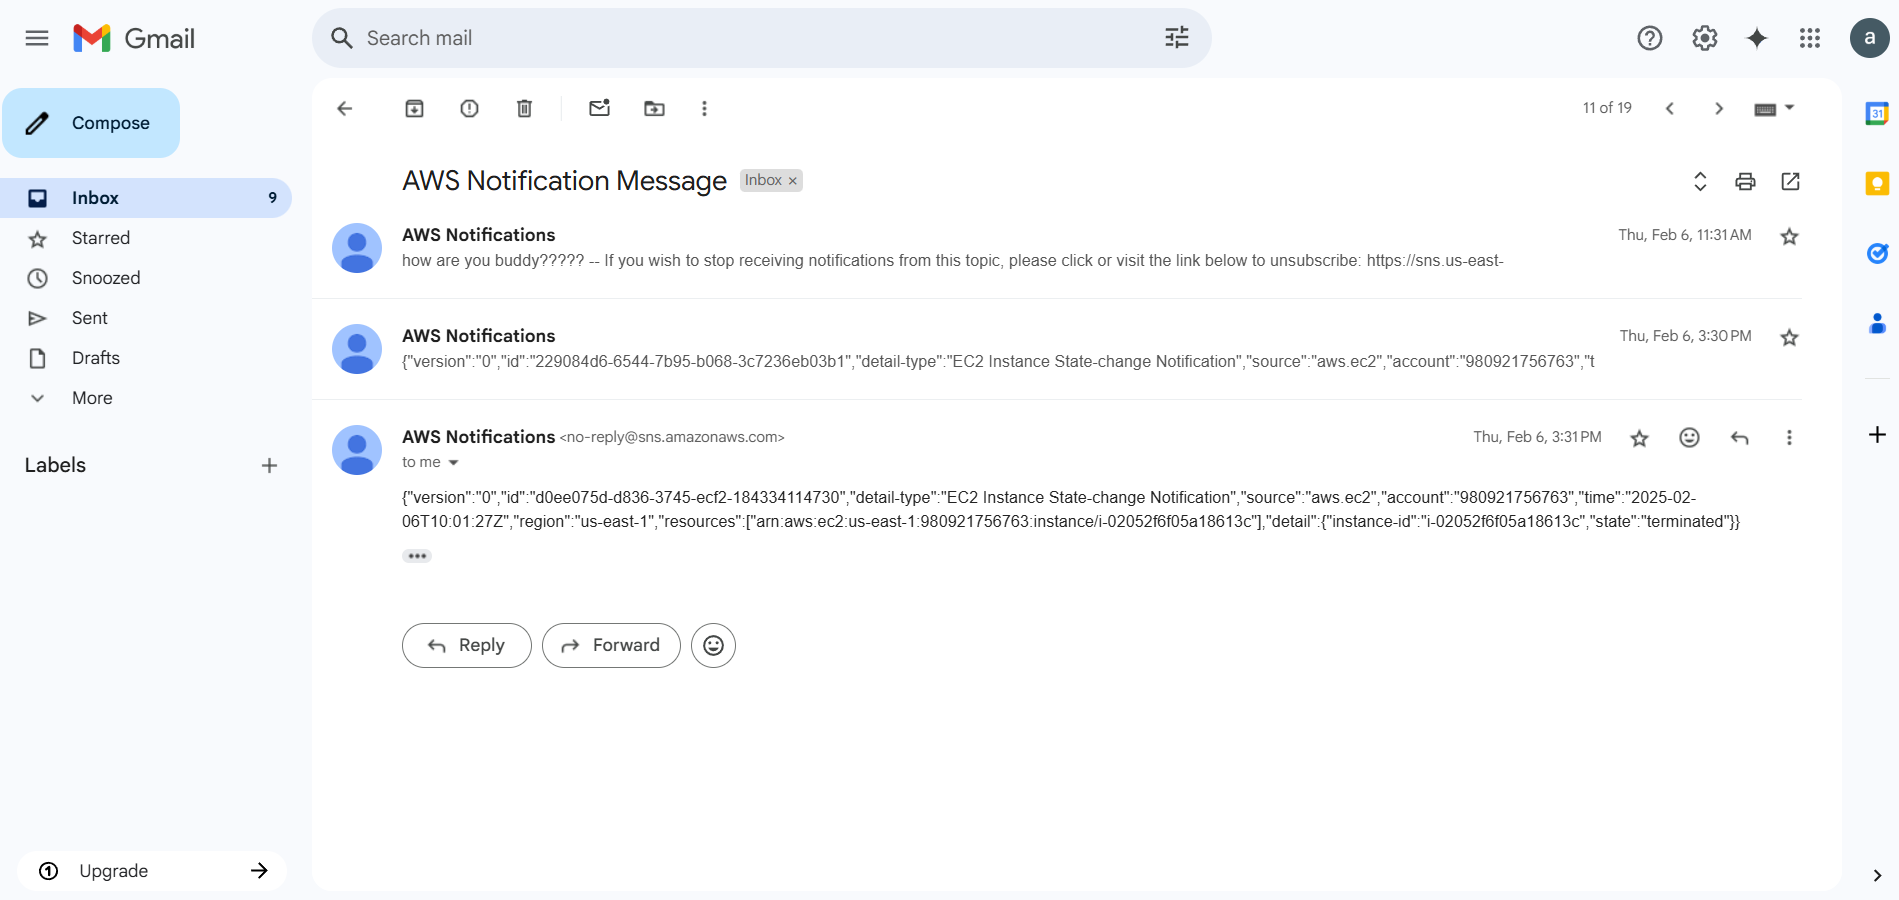 Gmail
Search mail
a
Compose
Inbox 9
Starred
Snoozed
Sent
Drafts
More
Labels
Upgrade
11 of 19
31
AWS Notification Message Inbox ×
AWS Notifications Thu, Feb 6, 11:31 AM
how are you buddy????? -- If you wish to stop receiving notifications from this topic, please click or visit the link below to unsubscribe: https://sns.us-east-
AWS Notifications Thu, Feb 6, 3:30 PM
{"version":"0","id":"229084d6-6544-7b95-b068-3c7236eb03b1","detail-type":"EC2 Instance State-change Notification","source":"aws.ec2","account":"980921756763","t
AWS Notifications <no-reply@sns.amazonaws.com> Thu, Feb 6, 3:31 PM
to me
{"version":"0","id":"d0ee075d-d836-3745-ecf2-184334114730","detail-type":"EC2 Instance State-change Notification","source":"aws.ec2","account":"980921756763","time":"2025-02-
06T10:01:27Z","region":"us-east-1","resources":["arn:aws:ec2:us-east-1:980921756763:instance/i-02052f6f05a18613c"],"detail":{"instance-id":"i-02052f6f05a18613c","state":"terminated"}}
Reply
Forward